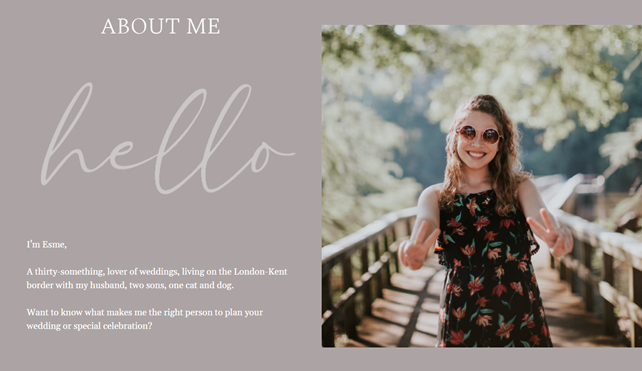 ABOUT ME
hello
I'm Esme,
A thirty-something, lover of weddings, living on the London-Kent
border with my husband, two sons, one cat and dog.
Want to know what makes me the right person to plan your
wedding or special celebration?